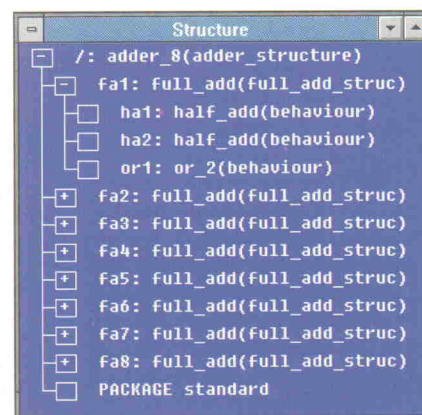 Structure
/: adder_8(adder_structure)
fa1: full_add(full_add_struc)
ha1: half_add(behaviour)
ha2: half_add(behaviour)
or1: or_2(behaviour)
fa2: full_add(full_add_struc)
fa3: full_add(full_add_struc)
fa4: full_add(full_add_struc)
fa5: full_add(full_add_struc)
fa6: full_add(full_add_struc)
fa7: full_add(full_add_struc)
fa8: full_add(full_add_struc)
PACKAGE standard